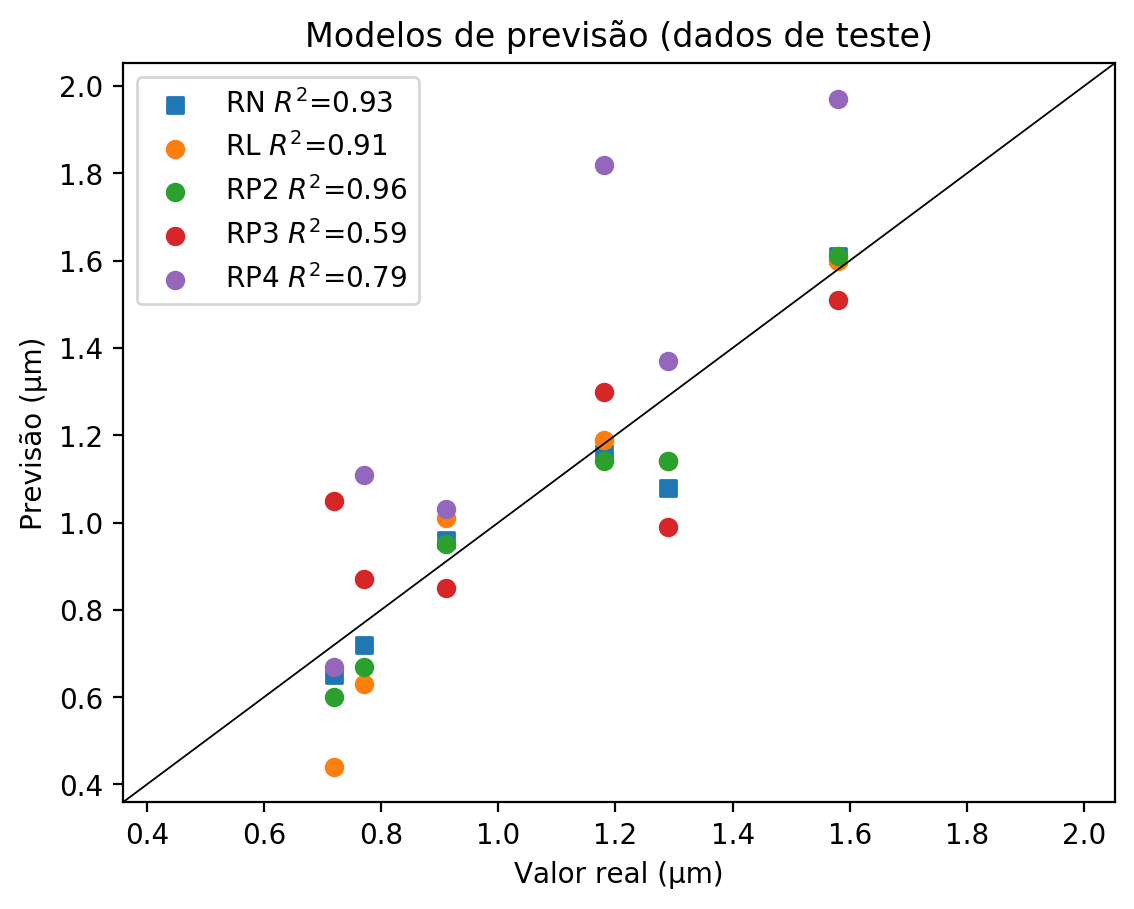 Modelos de previsão (dados de teste)
RN R²=0.93
RL R²=0.91
RP2 R²=0.96
RP3 R²=0.59
RP4 R²=0.79
2.0
1.8
1.6
1.4
1.2
1.0
0.8
0.6
0.4
Previsão (µm)
0.4 0.6 0.8 1.0 1.2 1.4 1.6 1.8 2.0
Valor real (µm)